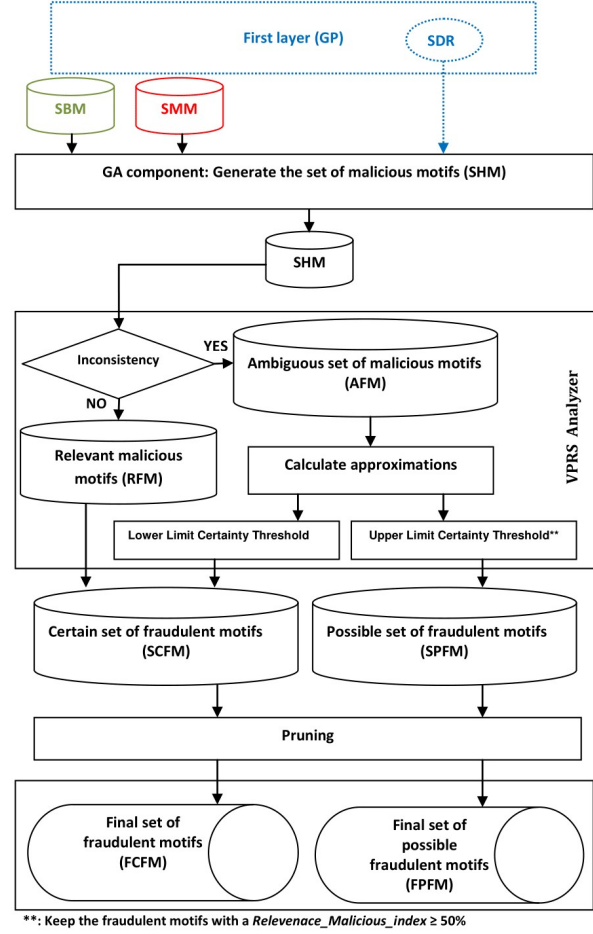 First layer (GP)
SDR
SBM
SMM
GA component: Generate the set of malicious motifs (SHM)
SHM
Inconsistency
YES
NO
Ambiguous set of malicious motifs
(AFM)
Relevant malicious
motifs (RFM)
Calculate approximations
VPRS Analyzer
Lower Limit Certainty Threshold
Upper Limit Certainty Threshold**
Certain set of fraudulent motifs
(SCFM)
Possible set of fraudulent motifs
(SPFM)
Pruning
Final set of
fraudulent motifs
(FCFM)
Final set of
possible
fraudulent motifs
(FPFM)
**: Keep the fraudulent motifs with a Relevenace_Malicious_index ≥ 50%